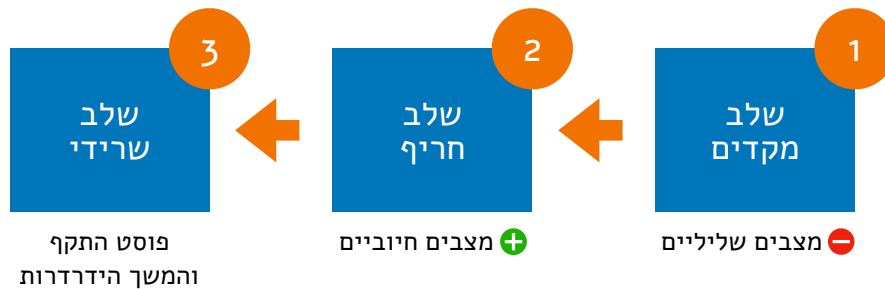 1
שלב
מקדים
מצבים שליליים
2
שלב
חריף
מצבים חיוביים
3
שלב
שרידי
פוסט התקף
והמשך הידרדרות